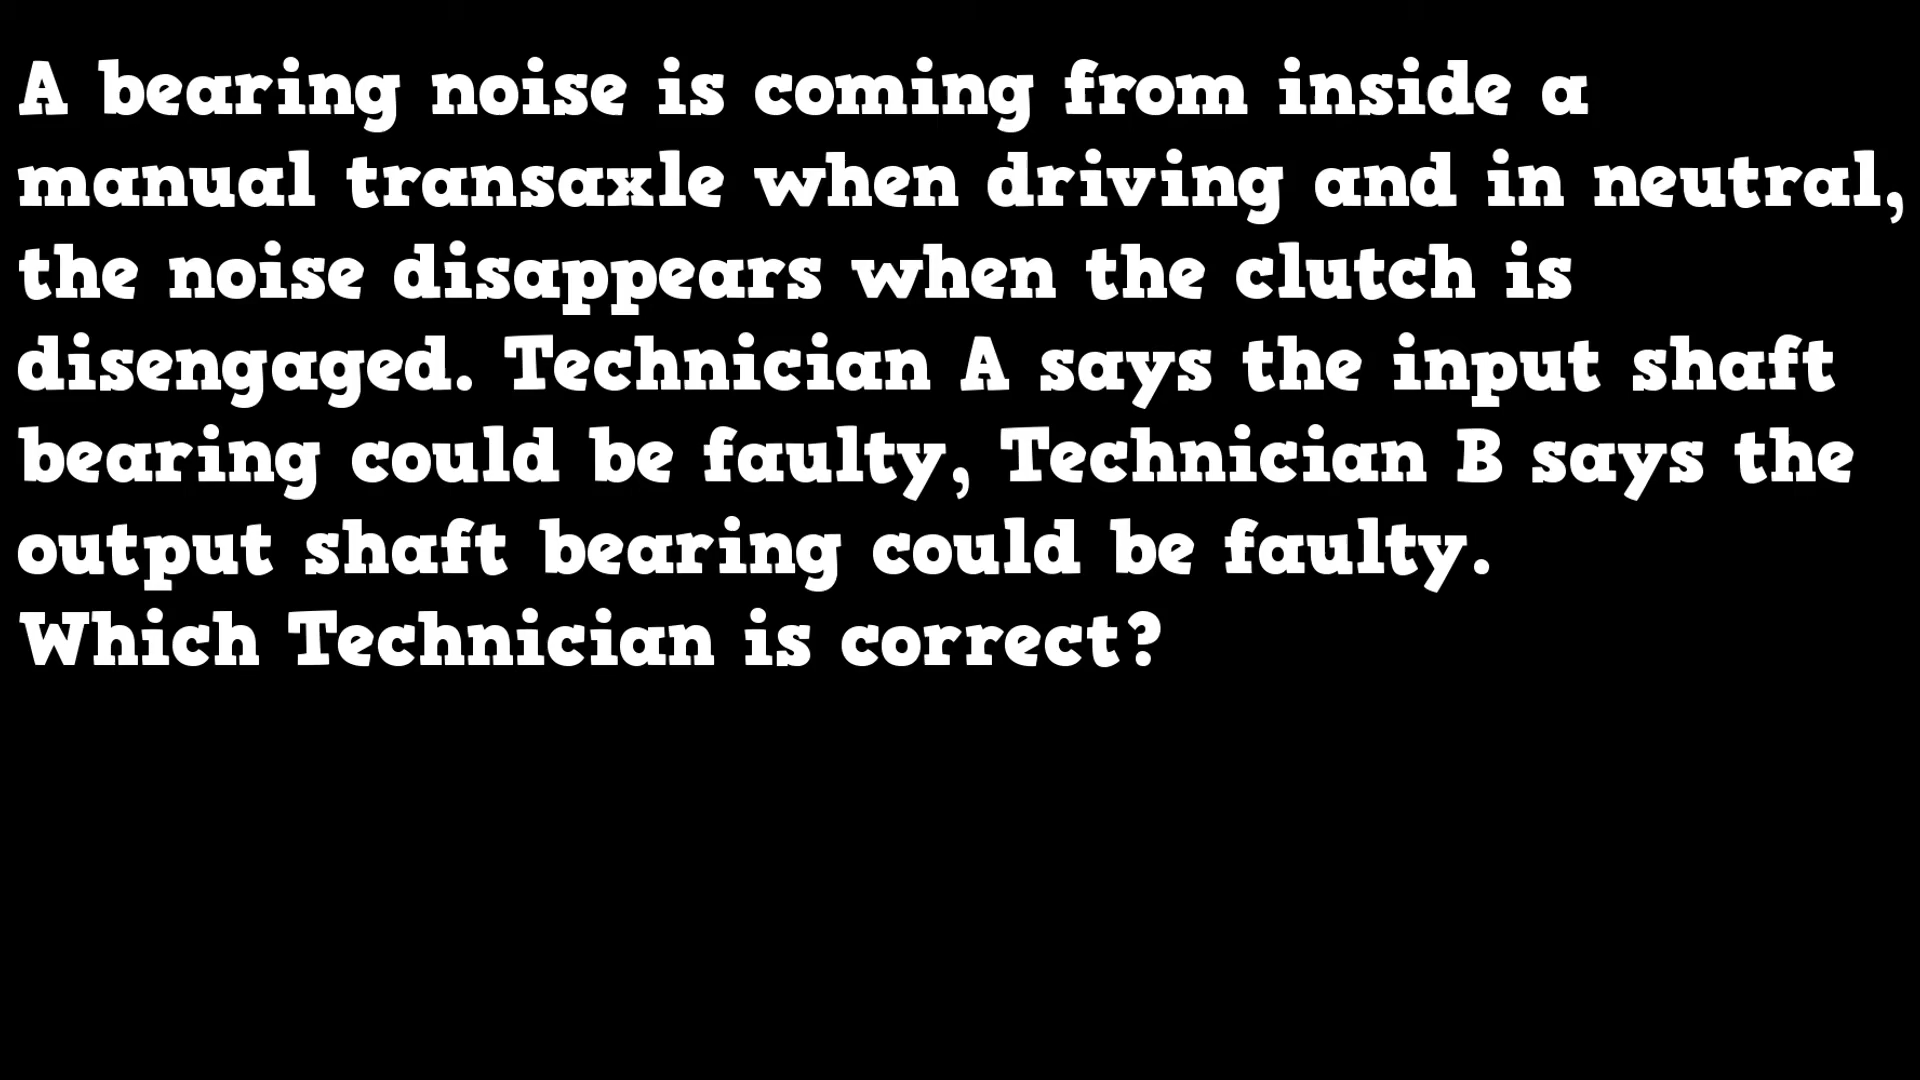 A bearing noise is coming from inside a
manual transaxle when driving and in neutral,
the noise disappears when the clutch is
disengaged. Technician A says the input shaft
bearing could be faulty, Technician B says the
output shaft bearing could be faulty.
Which Technician is correct?